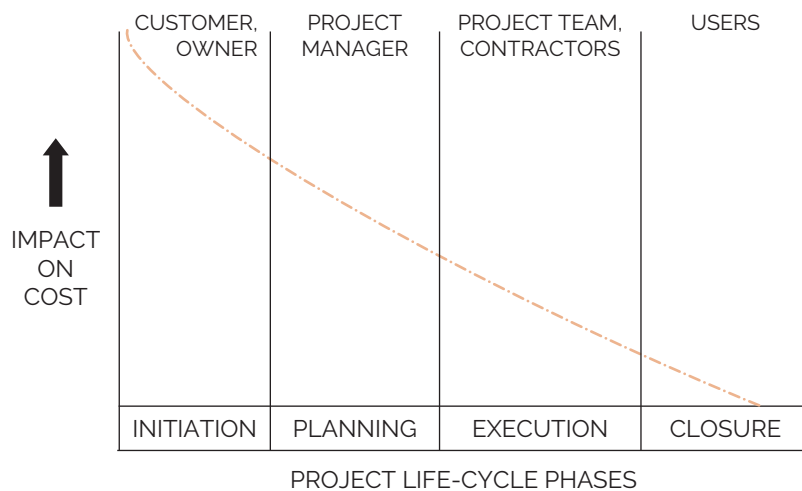 CUSTOMER,
OWNER
PROJECT
MANAGER
PROJECT TEAM,
CONTRACTORS
USERS
IMPACT
ON
COST
INITIATION
PLANNING
EXECUTION
CLOSURE
PROJECT LIFE-CYCLE PHASES